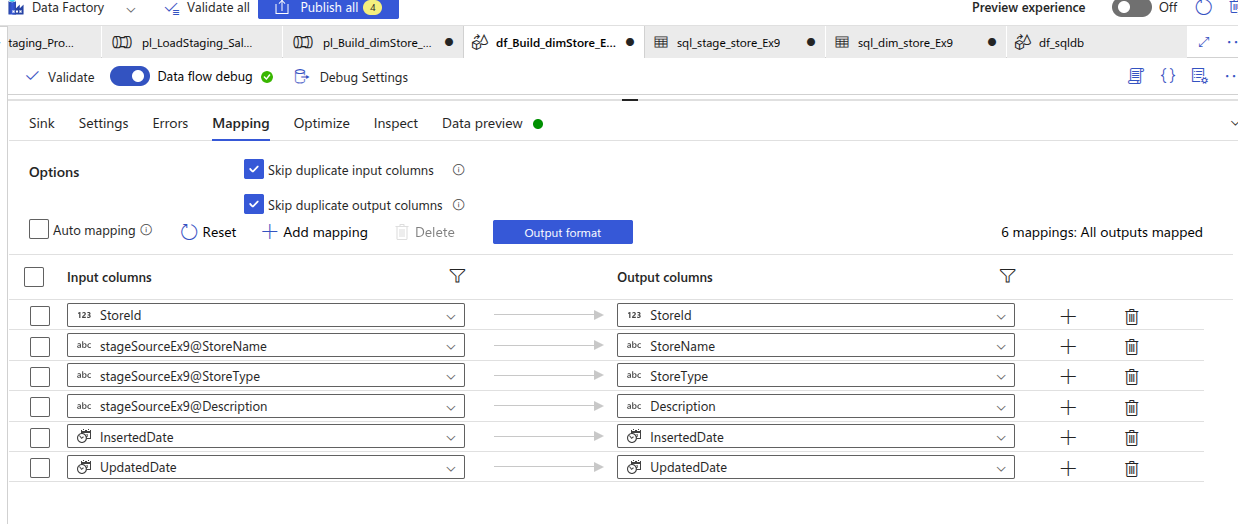 Data Factory Validate all Publish all 4 Preview experience Off
taging_Pro... pl_LoadStaging_Sal... pl_Build_dimStore_... df_Build_dimStore_E... sql_stage_store_Ex9 sql_dim_store_Ex9 df_sqldb
Validate Data flow debug Debug Settings {}
Sink Settings Errors Mapping Optimize Inspect Data preview
Options Skip duplicate input columns
Skip duplicate output columns
Auto mapping Reset Add mapping Delete Output format 6 mappings: All outputs mapped
Input columns Output columns
123 StoreId 123 StoreId
abc stageSourceEx9@StoreName abc StoreName
abc stageSourceEx9@StoreType abc StoreType
abc stageSourceEx9@Description abc Description
InsertedDate InsertedDate
UpdatedDate UpdatedDate